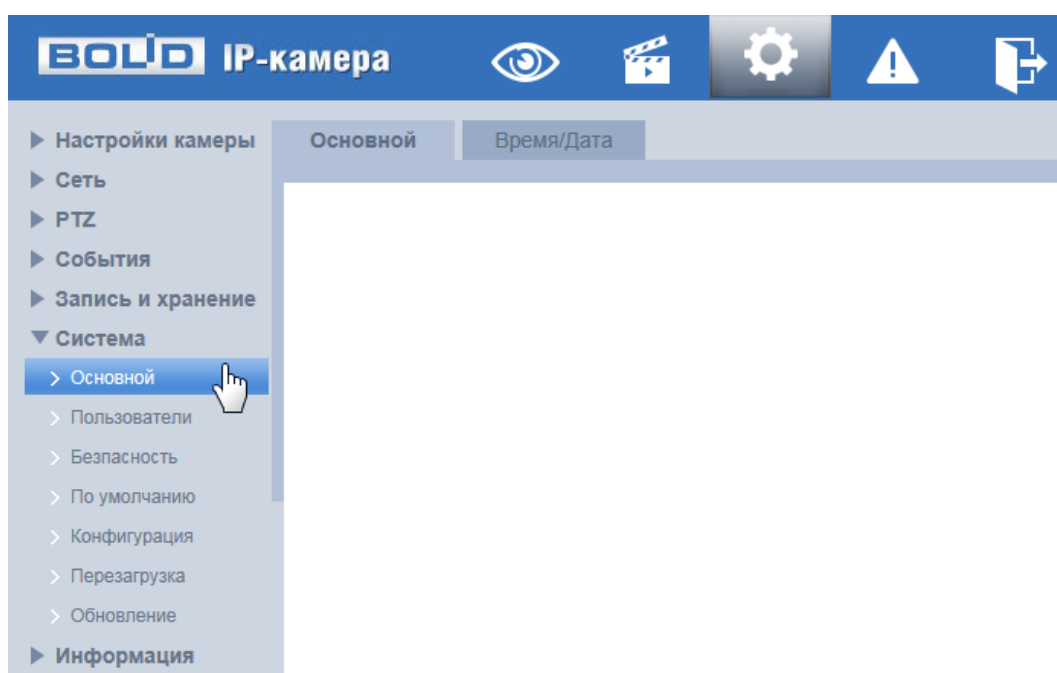 BOLID IP-камера
Настройки камеры
Сеть
PTZ
События
Запись и хранение
Система
Основной
Пользователи
Безпасность
По умолчанию
Конфигурация
Перезагрузка
Обновление
Информация
Основной
Время/Дата